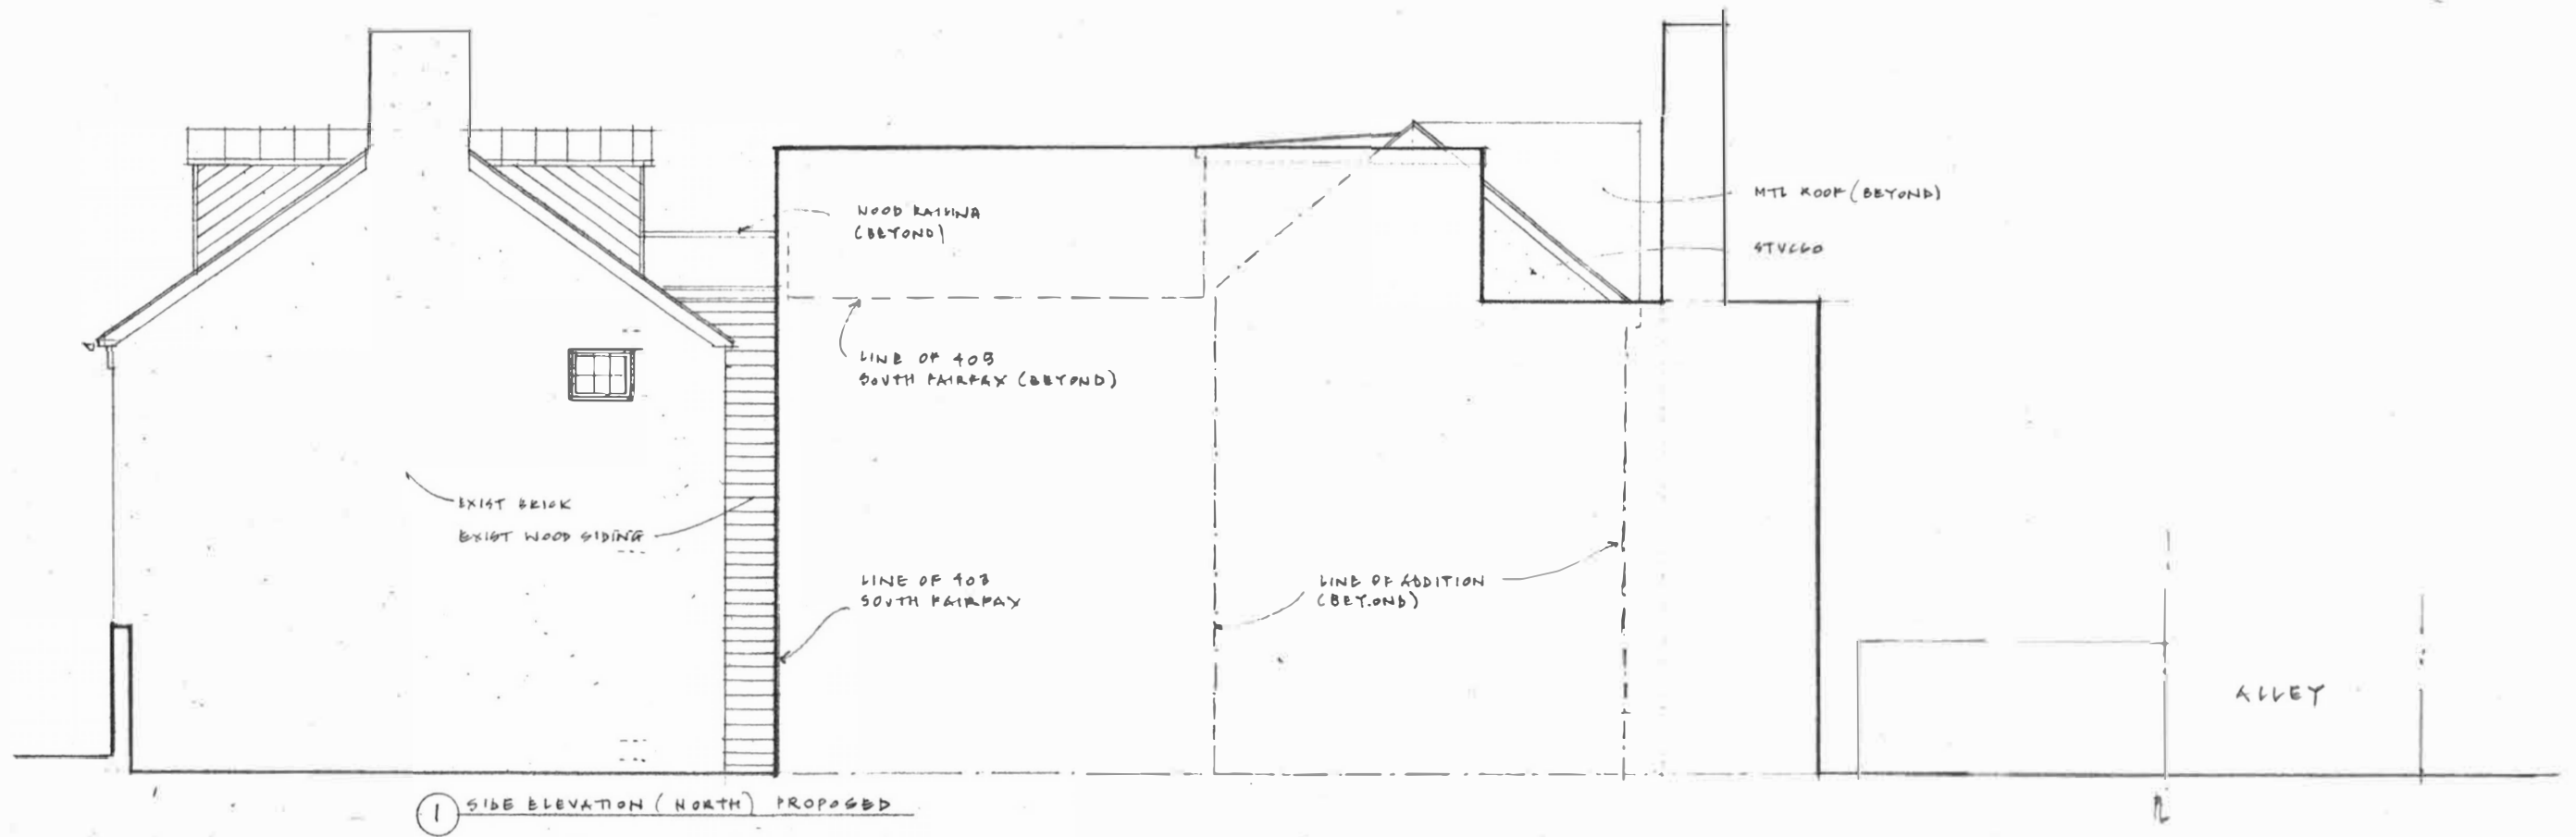 WOOD RAILING
(BEYOND)
MTL ROOF (BEYOND)
STUCCO
LINE OF 405
SOUTH FAIRFAX (BEYOND)
EXIST BRICK
EXIST WOOD SIDING
LINE OF 403
SOUTH FAIRFAX
LINE OF ADDITION
(BEYOND)
ALLEY
1 SIDE ELEVATION (NORTH) PROPOSED